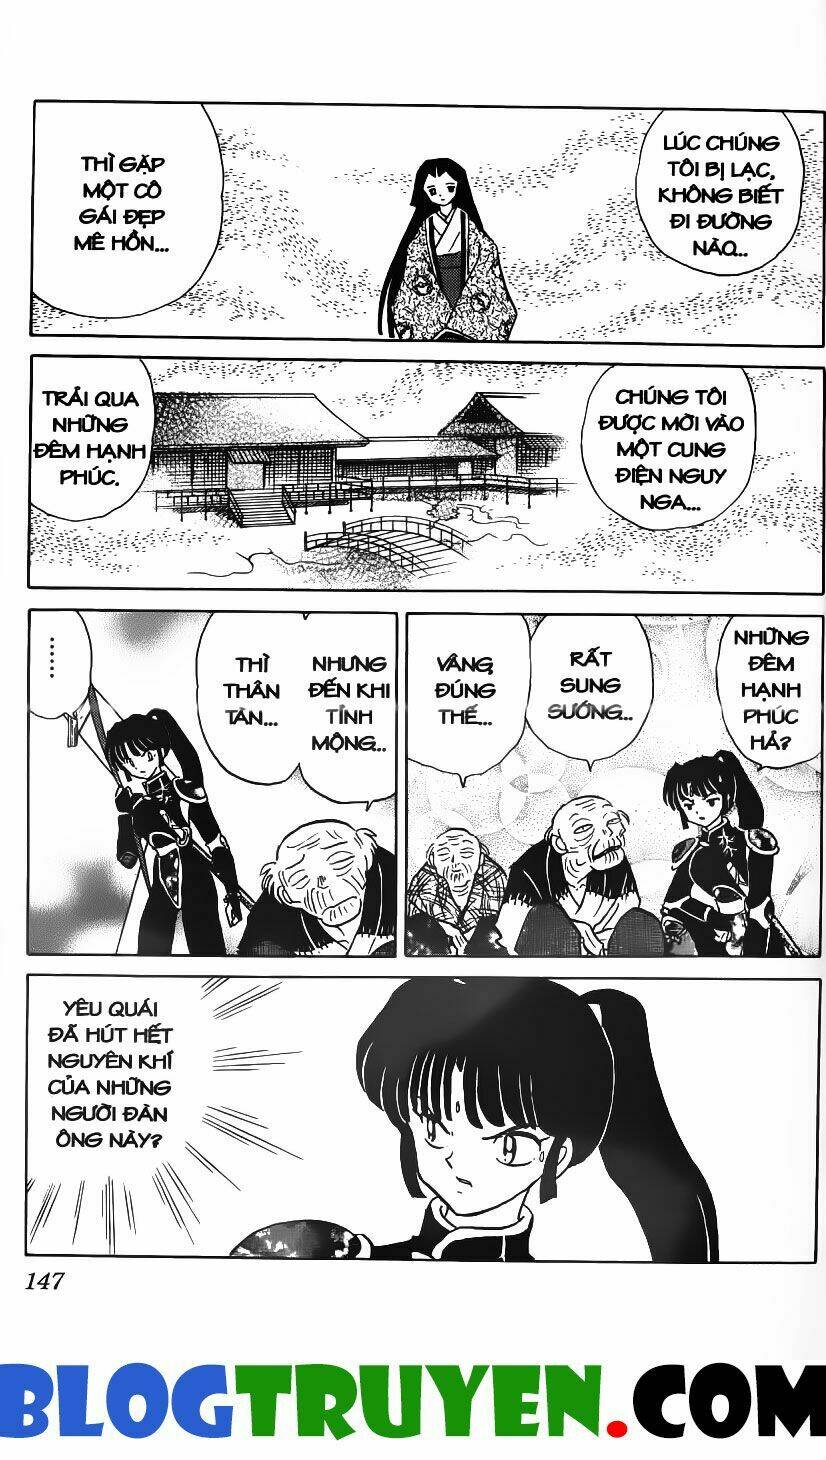 LÚC CHÚNG
TÔI BỊ LẠC,
KHÔNG BIẾT
ĐI ĐƯỜNG
NÀO...
THÌ GẶP
MỘT CÔ
GÁI ĐẸP
MÊ HỒN...
CHÚNG TÔI
ĐƯỢC MỜI VÀO
MỘT CUNG
ĐIỆN NGUY
NGA...
TRẢI QUA
NHỮNG
ĐÊM HẠNH
PHÚC.
NHỮNG
ĐÊM
HẠNH
PHÚC
HẢ?
RẤT
SUNG
SƯỚNG...
VÂNG,
ĐÚNG
THẾ...
NHƯNG
ĐẾN KHI
TỈNH
MỘNG...
THÌ
THÂN
TÀN...
......
YÊU QUÁI
ĐÃ HÚT HẾT
NGUYÊN KHÍ
CỦA NHỮNG
NGƯỜI ĐÀN
ÔNG NÀY?
147
BLOGTRUYEN.COM